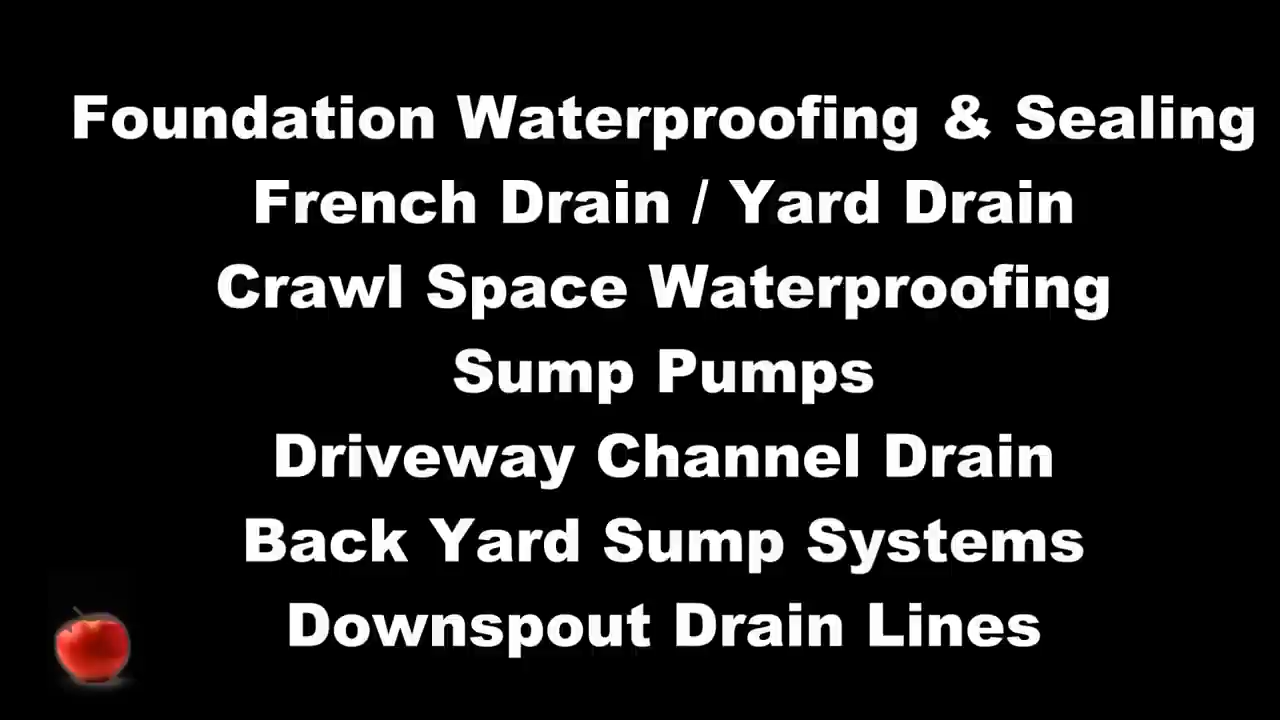 Foundation Waterproofing & Sealing
French Drain / Yard Drain
Crawl Space Waterproofing
Sump Pumps
Driveway Channel Drain
Back Yard Sump Systems
Downspout Drain Lines